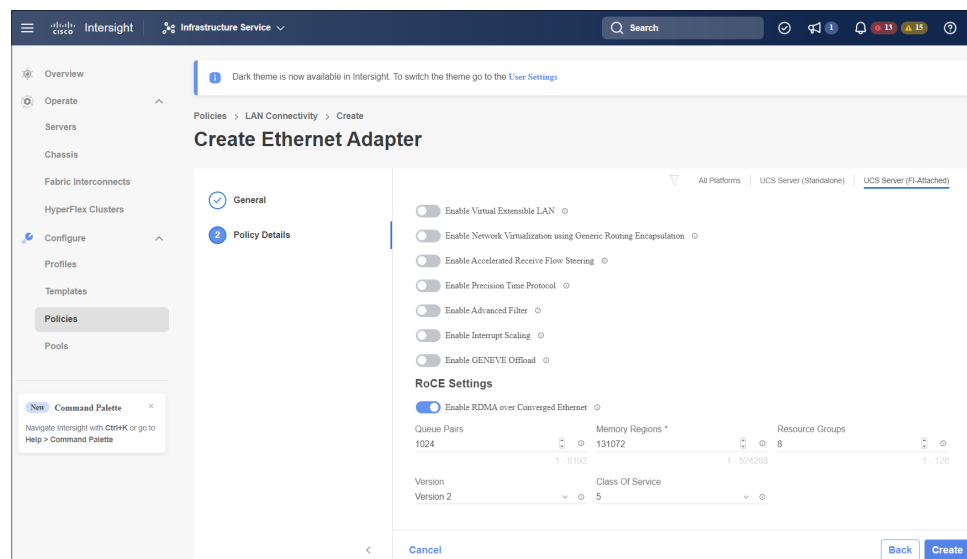 cisco Intersight
Infrastructure Service
Search
1
13
15
Overview
Operate
Servers
Chassis
Fabric Interconnects
HyperFlex Clusters
Configure
Profiles
Templates
Policies
Pools
New Command Palette
Navigate Intersight with Ctrl+K or go to
Help > Command Palette
Dark theme is now available in Intersight. To switch the theme go to the User Settings
Policies > LAN Connectivity > Create
Create Ethernet Adapter
General
2 Policy Details
All Platforms UCS Server (Standalone) UCS Server (FI-Attached)
Enable Virtual Extensible LAN
Enable Network Virtualization using Generic Routing Encapsulation
Enable Accelerated Receive Flow Steering
Enable Precision Time Protocol
Enable Advanced Filter
Enable Interrupt Scaling
Enable GENEVE Offload
RoCE Settings
Enable RDMA over Converged Ethernet
Queue Pairs Memory Regions * Resource Groups
1024 131072 8
1 - 8192 1 - 524288 1 - 128
Version Class Of Service
Version 2 5
Cancel Back Create